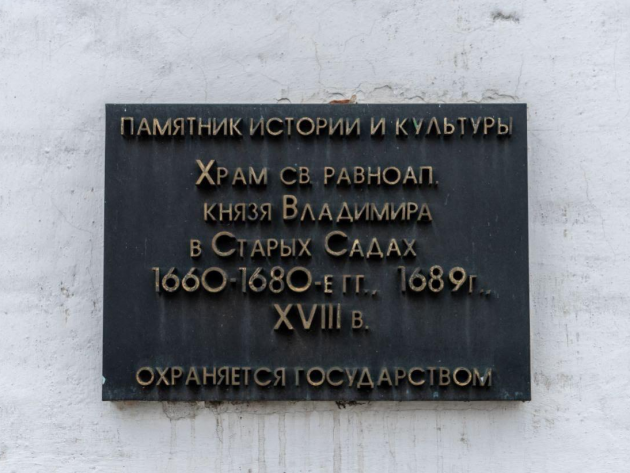 ПАМЯТНИК ИСТОРИИ И КУЛЬТУРЫ
ХРАМ СВ. РАВНОАП.
КНЯЗЯ ВЛАДИМИРА
В СТАРЫХ САДАХ
1660-1680-Е ГГ., 1689Г.,
XVIII В.
ОХРАНЯЕТСЯ ГОСУДАРСТВОМ